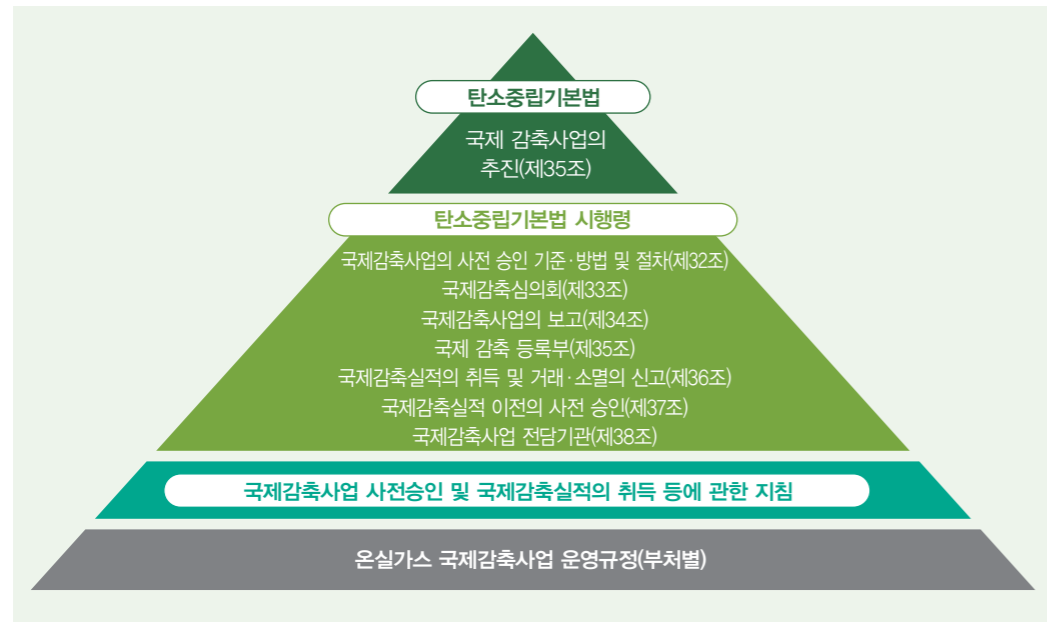 탄소중립기본법
국제 감축사업의
추진(제35조)
탄소중립기본법 시행령
국제감축사업의 사전 승인 기준·방법 및 절차(제32조)
국제감축심의회(제33조)
국제감축사업의 보고(제34조)
국제 감축 등록부(제35조)
국제감축실적의 취득 및 거래·소멸의 신고(제36조)
국제감축실적 이전의 사전 승인(제37조)
국제감축사업 전담기관(제38조)
국제감축사업 사전승인 및 국제감축실적의 취득 등에 관한 지침
온실가스 국제감축사업 운영규정(부처별)